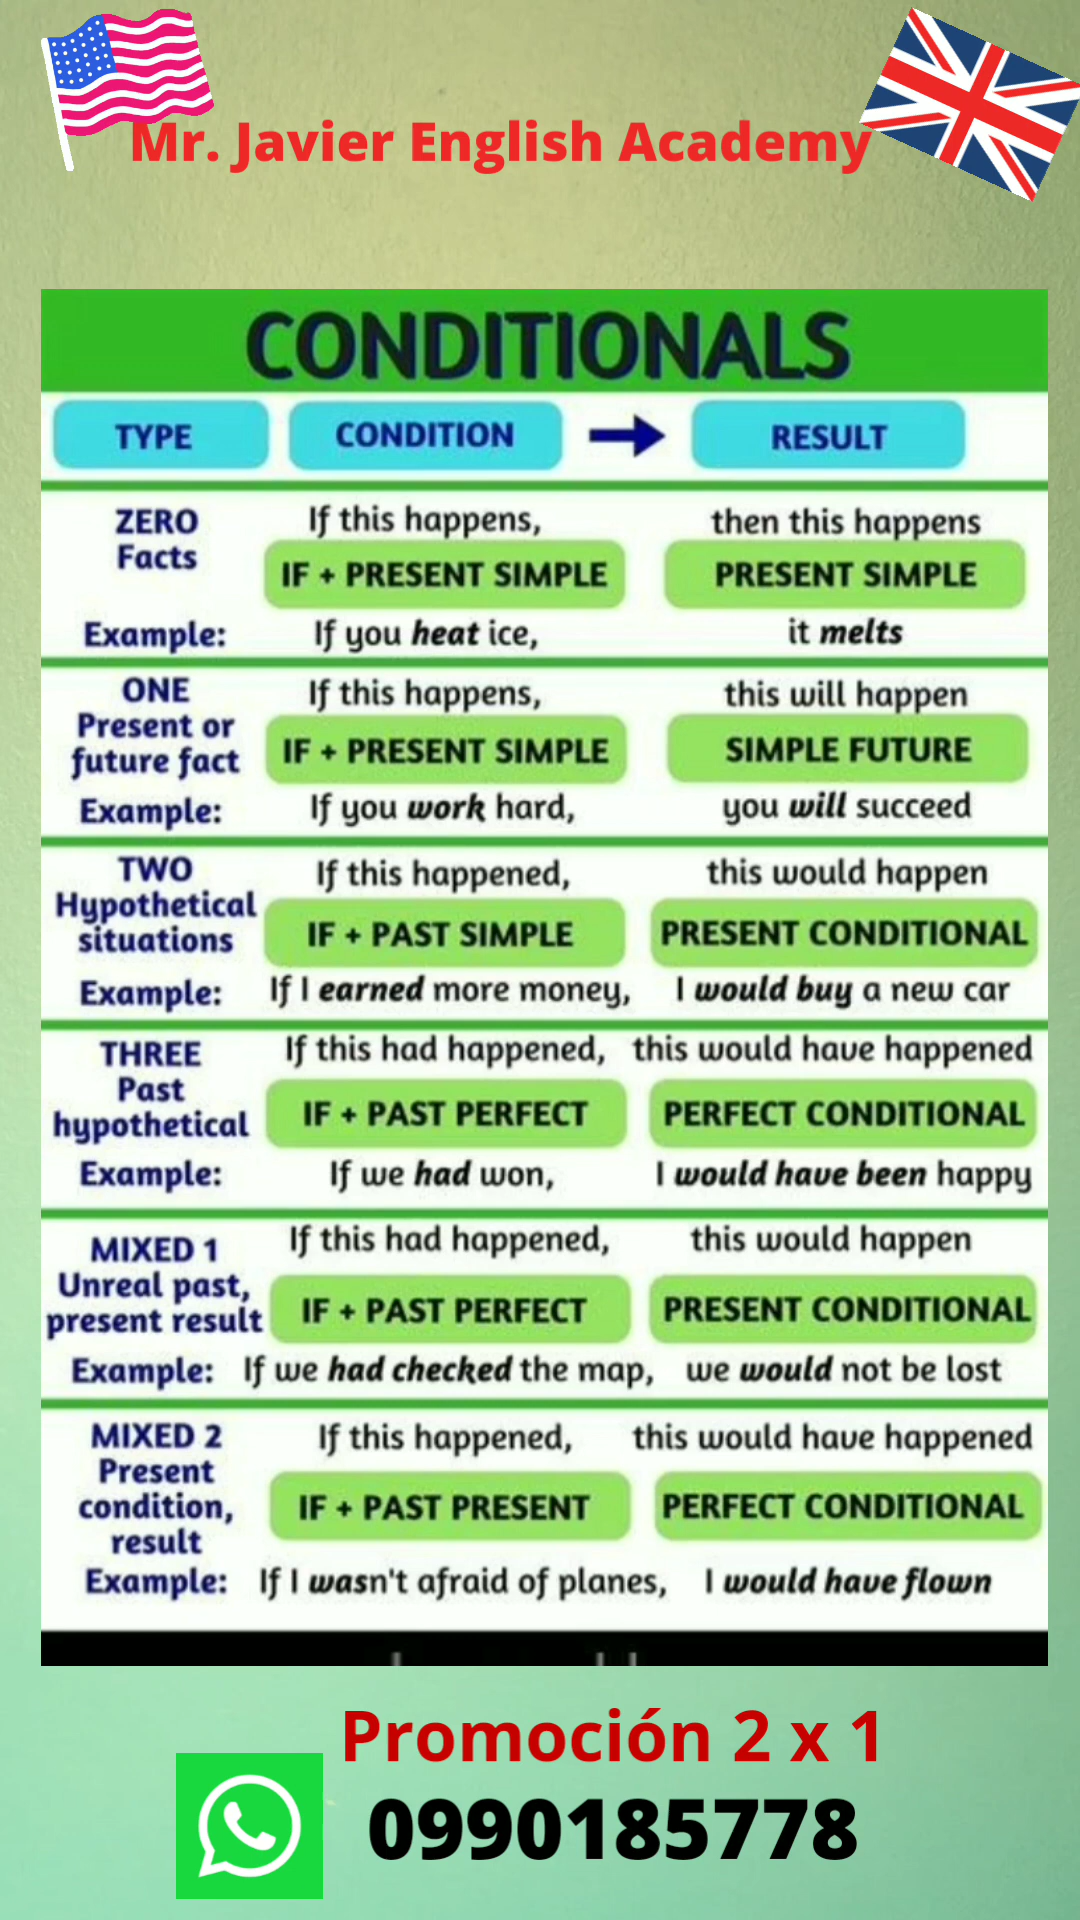 Mr. Javier English Academy
CONDITIONALS
TYPE CONDITION RESULT
If this happens, then this happens
ZERO
Facts
IF + PRESENT SIMPLE PRESENT SIMPLE
Example: If you heat ice, it melts
ONE If this happens, this will happen
Present or
future fact
IF + PRESENT SIMPLE SIMPLE FUTURE
Example: If you work hard, you will succeed
TWO If this happened, this would happen
Hypothetical
situations
IF + PAST SIMPLE PRESENT CONDITIONAL
Example: If I earned more money, I would buy a new car
THREE If this had happened, this would have happened
Past
hypothetical
IF + PAST PERFECT PERFECT CONDITIONAL
Example: If we had won, I would have been happy
MIXED 1 If this had happened, this would happen
Unreal past,
present result
IF + PAST PERFECT PRESENT CONDITIONAL
Example: If we had checked the map, we would not be lost
MIXED 2 If this happened, this would have happened
Present
condition,
result
IF + PAST PRESENT PERFECT CONDITIONAL
Example: If I wasn't afraid of planes, I would have flown
Promoción 2 x 1
0990185778